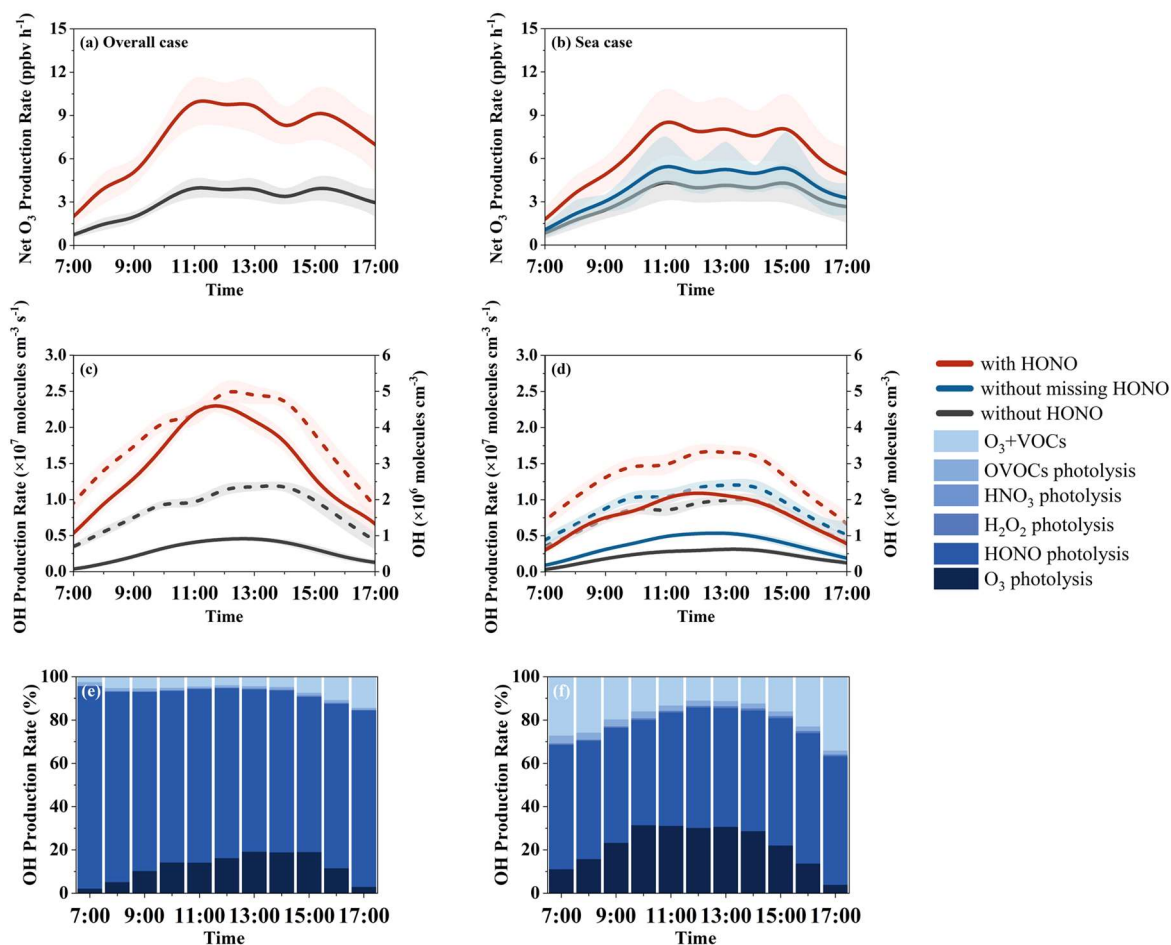 (a) Overall case
Net O3 Production Rate (ppbv h-1)
15
12
9
6
3
0
7:00 9:00 11:00 13:00 15:00 17:00
Time
(b) Sea case
Net O3 Production Rate (ppbv h-1)
15
12
9
6
3
0
7:00 9:00 11:00 13:00 15:00 17:00
Time
(c)
OH Production Rate (×10⁷ molecules cm⁻³ s⁻¹)
3.0
2.5
2.0
1.5
1.0
0.5
0.0
6
5
4
3
2
1
0
OH (×10⁶ molecules cm⁻³)
7:00 9:00 11:00 13:00 15:00 17:00
Time
(d)
OH Production Rate (×10⁷ molecules cm⁻³ s⁻¹)
3.0
2.5
2.0
1.5
1.0
0.5
0.0
6
5
4
3
2
1
0
OH (×10⁶ molecules cm⁻³)
7:00 9:00 11:00 13:00 15:00 17:00
Time
with HONO
without missing HONO
without HONO
O₃+VOCs
OVOCs photolysis
HNO₃ photolysis
H₂O₂ photolysis
HONO photolysis
O₃ photolysis
(e)
OH Production Rate (%)
100
80
60
40
20
0
7:00 9:00 11:00 13:00 15:00 17:00
Time
(f)
OH Production Rate (%)
100
80
60
40
20
0
7:00 9:00 11:00 13:00 15:00 17:00
Time